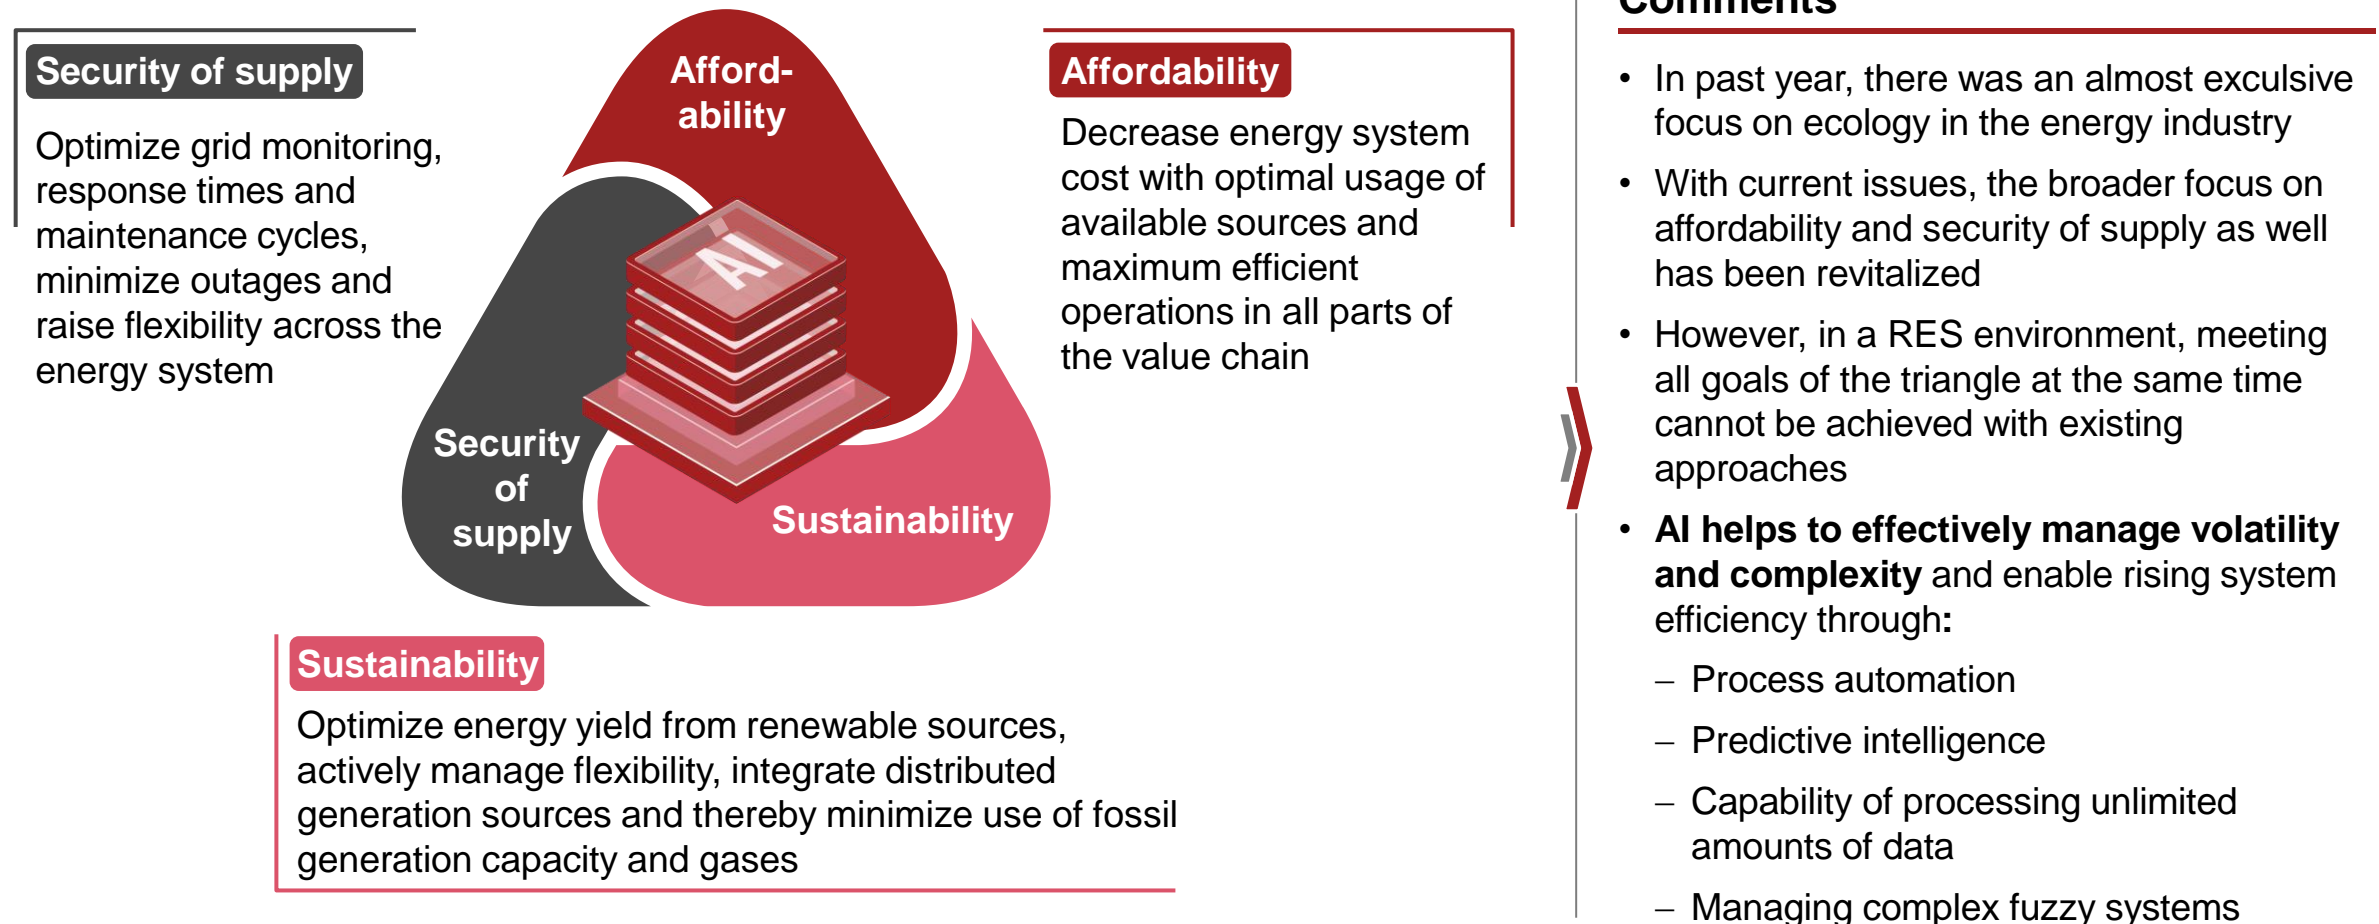 Security of supply
Optimize grid monitoring,
response times and
maintenance cycles,
minimize outages and
raise flexibility across the
energy system
Afford-
ability
AI
Security
of
supply
Sustainability
Affordability
Decrease energy system
cost with optimal usage of
available sources and
maximum efficient
operations in all parts of
the value chain
Sustainability
Optimize energy yield from renewable sources,
actively manage flexibility, integrate distributed
generation sources and thereby minimize use of fossil
generation capacity and gases
Comments
• In past year, there was an almost exculsive
focus on ecology in the energy industry
• With current issues, the broader focus on
affordability and security of supply as well
has been revitalized
• However, in a RES environment, meeting
all goals of the triangle at the same time
cannot be achieved with existing
approaches
• AI helps to effectively manage volatility
and complexity and enable rising system
efficiency through:
– Process automation
– Predictive intelligence
– Capability of processing unlimited
amounts of data
– Managing complex fuzzy systems